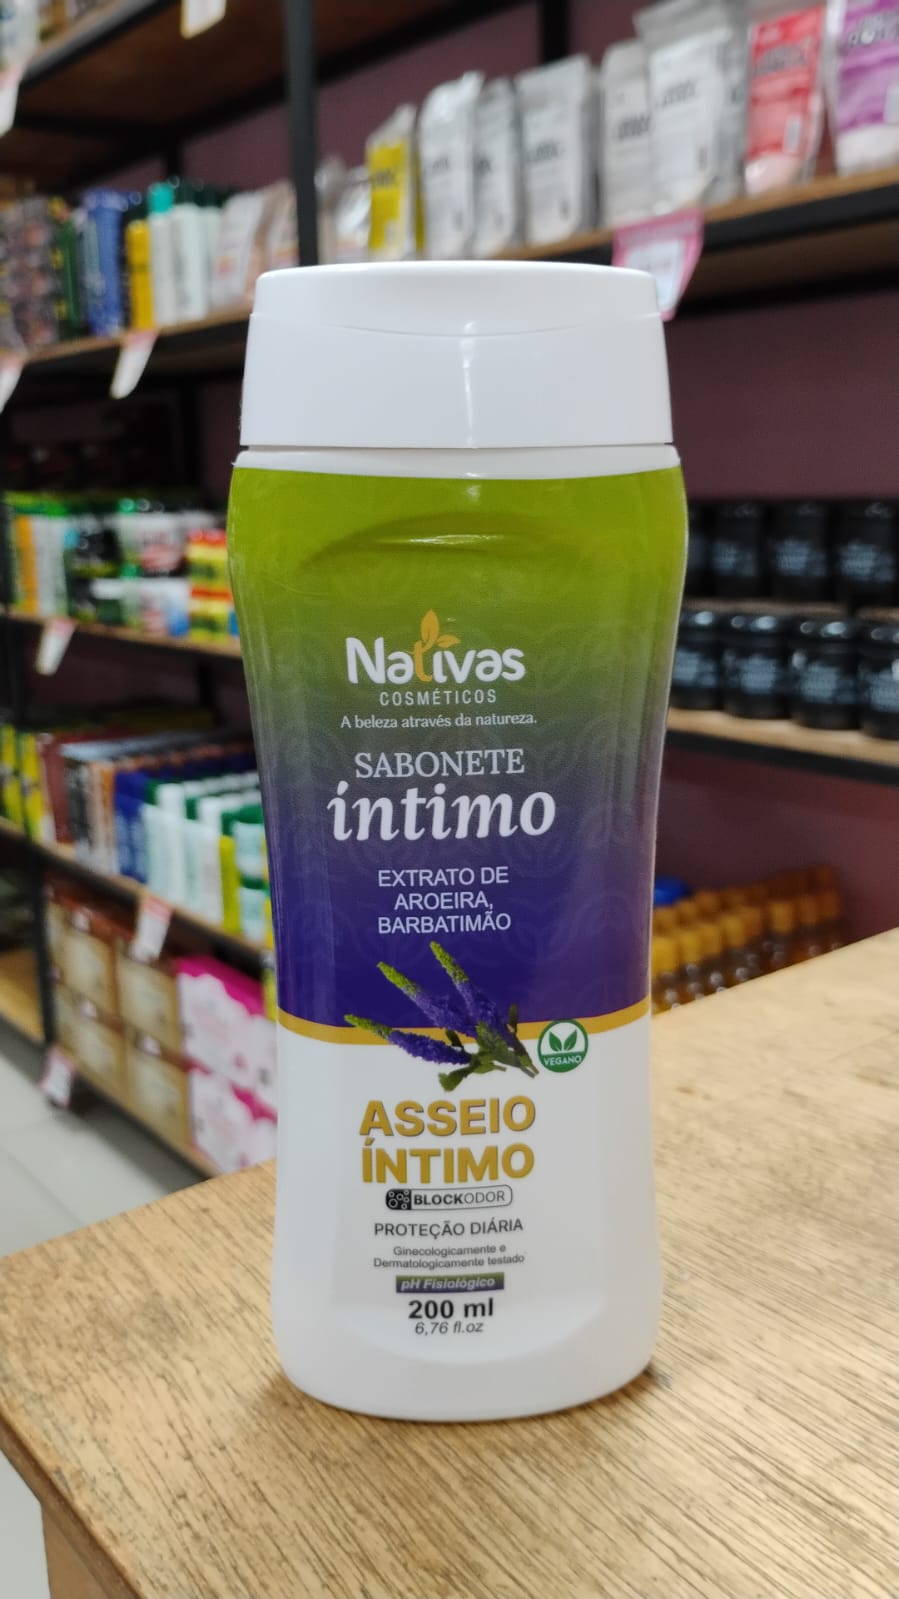 Nativas
COSMÉTICOS
A beleza através da natureza.
SABONETE
íntimo
EXTRATO DE
AROEIRA,
BARBATIMÃO
VEGANO
ASSEIO
ÍNTIMO
BLOCKODOR
PROTEÇÃO DIÁRIA
Ginecologicamente e
Dermatologicamente testado
pH Fisiológico
200 ml
6,76 fl.oz